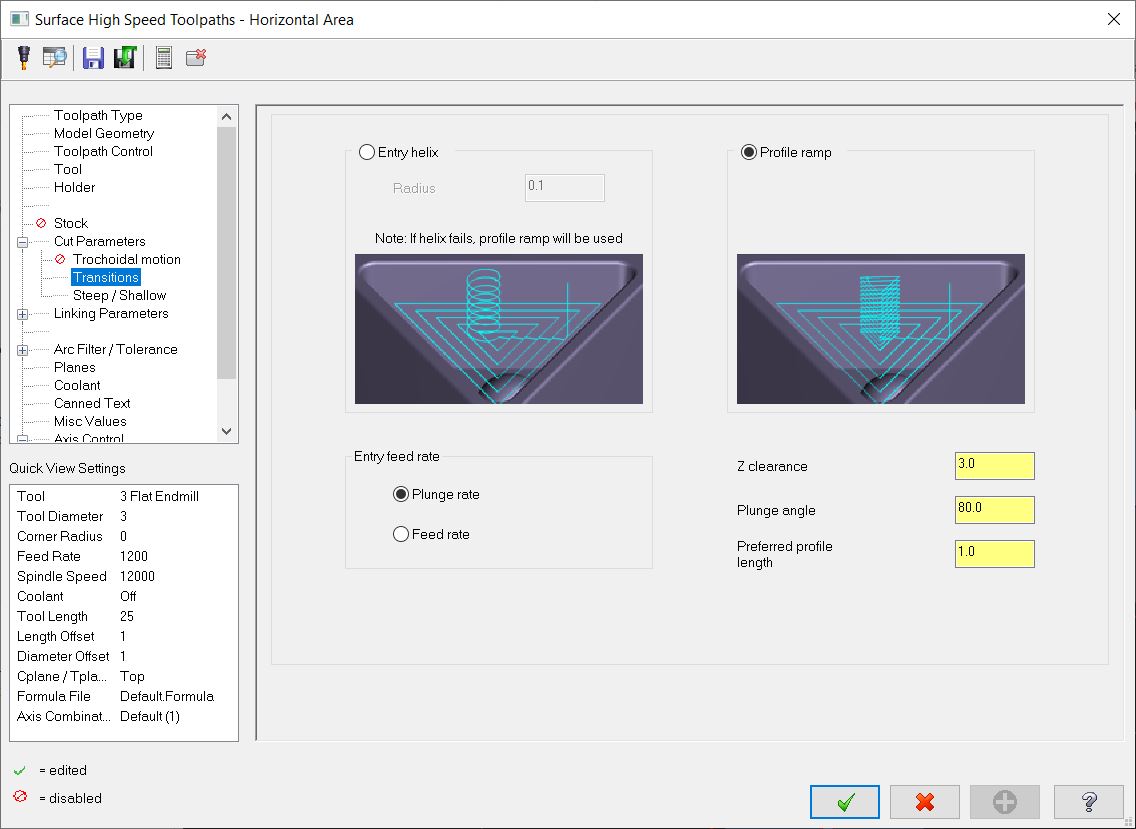 Surface High Speed Toolpaths - Horizontal Area
Toolpath Type
Model Geometry
Toolpath Control
Tool
Holder
Stock
Cut Parameters
Trochoidal motion
Transitions
Steep / Shallow
Linking Parameters
Arc Filter / Tolerance
Planes
Coolant
Canned Text
Misc Values
Axis Control
Quick View Settings
Tool 3 Flat Endmill
Tool Diameter 3
Corner Radius 0
Feed Rate 1200
Spindle Speed 12000
Coolant Off
Tool Length 25
Length Offset 1
Diameter Offset 1
Cplane / Tpla... Top
Formula File Default.Formula
Axis Combinat... Default (1)
= edited
= disabled
Entry helix
Radius 0.1
Note: If helix fails, profile ramp will be used
Profile ramp
Entry feed rate
Plunge rate
Feed rate
Z clearance 3.0
Plunge angle 80.0
Preferred profile
length
1.0